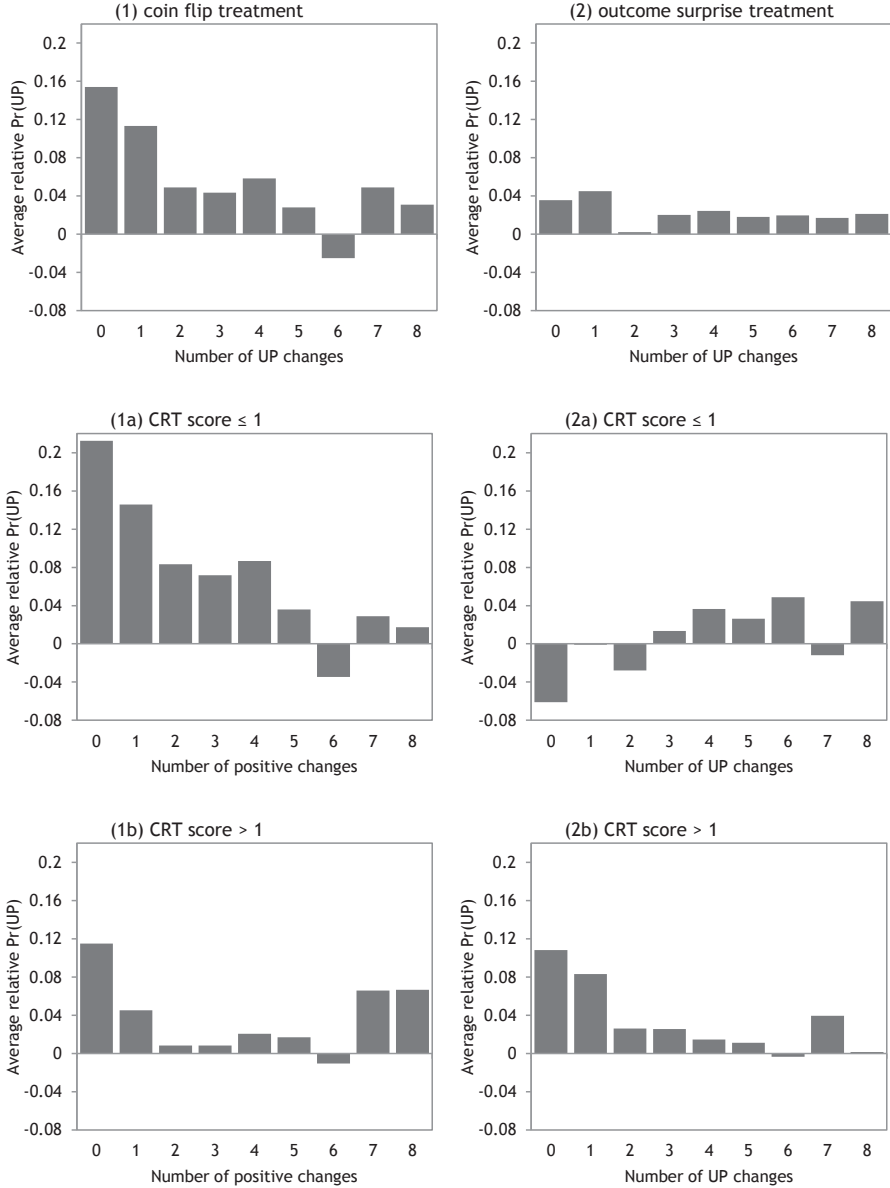 (1) coin flip treatment
Average relative Pr(UP)
0.2
0.16
0.12
0.08
0.04
0
-0.04
-0.08
0 1 2 3 4 5 6 7 8
Number of UP changes
(2) outcome surprise treatment
Average relative Pr(UP)
0.2
0.16
0.12
0.08
0.04
0
-0.04
-0.08
0 1 2 3 4 5 6 7 8
Number of UP changes
(1a) CRT score ≤ 1
Average relative Pr(UP)
0.2
0.16
0.12
0.08
0.04
0
-0.04
-0.08
0 1 2 3 4 5 6 7 8
Number of positive changes
(2a) CRT score ≤ 1
Average relative Pr(UP)
0.2
0.16
0.12
0.08
0.04
0
-0.04
-0.08
0 1 2 3 4 5 6 7 8
Number of UP changes
(1b) CRT score > 1
Average relative Pr(UP)
0.2
0.16
0.12
0.08
0.04
0
-0.04
-0.08
0 1 2 3 4 5 6 7 8
Number of positive changes
(2b) CRT score > 1
Average relative Pr(UP)
0.2
0.16
0.12
0.08
0.04
0
-0.04
-0.08
0 1 2 3 4 5 6 7 8
Number of UP changes